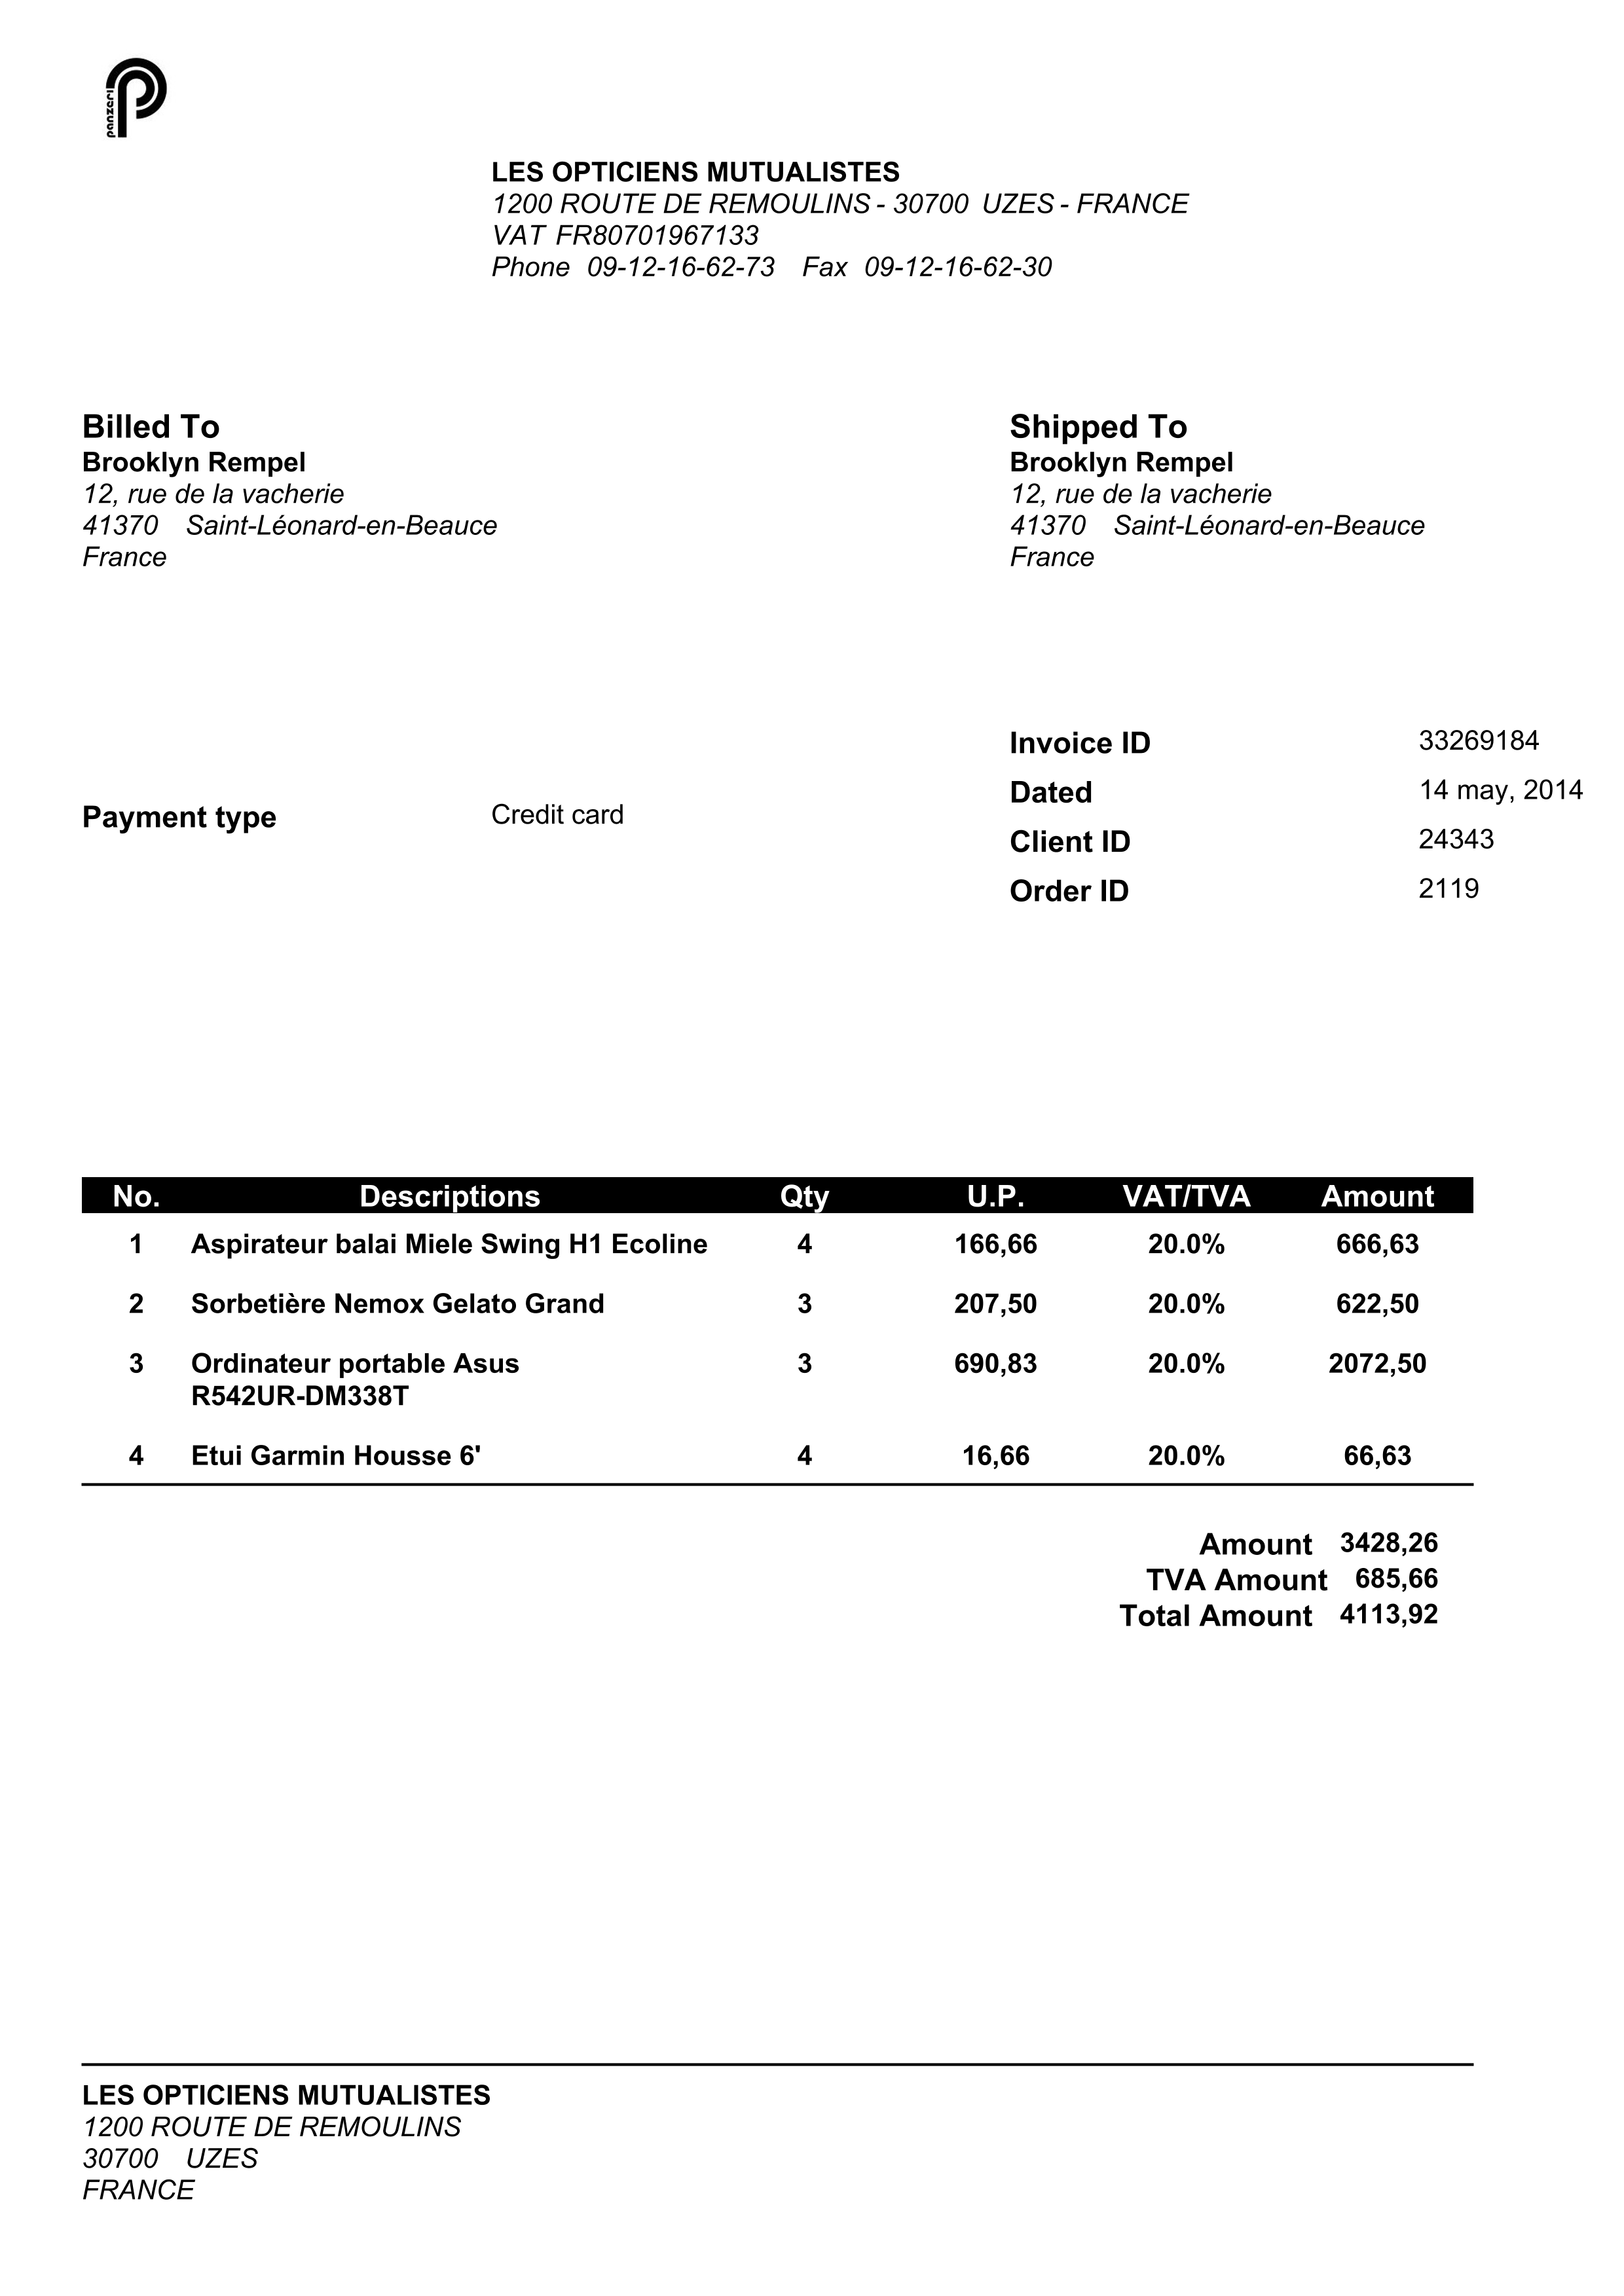 panzeri
LES OPTICIENS MUTUALISTES
1200 ROUTE DE REMOULINS - 30700 UZES - FRANCE
VAT FR80701967133
Phone 09-12-16-62-73 Fax 09-12-16-62-30
Billed To
Brooklyn Rempel
12, rue de la vacherie
41370 Saint-Léonard-en-Beauce
France
Shipped To
Brooklyn Rempel
12, rue de la vacherie
41370 Saint-Léonard-en-Beauce
France
Payment type Credit card
Invoice ID 33269184
Dated 14 may, 2014
Client ID 24343
Order ID 2119
No. Descriptions Qty U.P. VAT/TVA Amount
1 Aspirateur balai Miele Swing H1 Ecoline 4 166,66 20.0% 666,63
2 Sorbetière Nemox Gelato Grand 3 207,50 20.0% 622,50
3 Ordinateur portable Asus 3 690,83 20.0% 2072,50
R542UR-DM338T
4 Etui Garmin Housse 6' 4 16,66 20.0% 66,63
Amount 3428,26
TVA Amount 685,66
Total Amount 4113,92
LES OPTICIENS MUTUALISTES
1200 ROUTE DE REMOULINS
30700 UZES
FRANCE